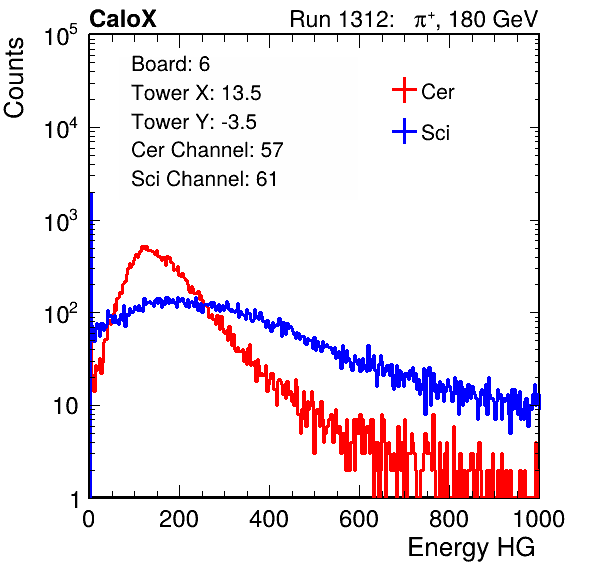 CaloX Run 1312: π⁺, 180 GeV
Counts
10⁵
10⁴
10³
10²
10
1
Board: 6
Tower X: 13.5
Tower Y: -3.5
Cer Channel: 57
Sci Channel: 61
Cer
Sci
0 200 400 600 800 1000
Energy HG